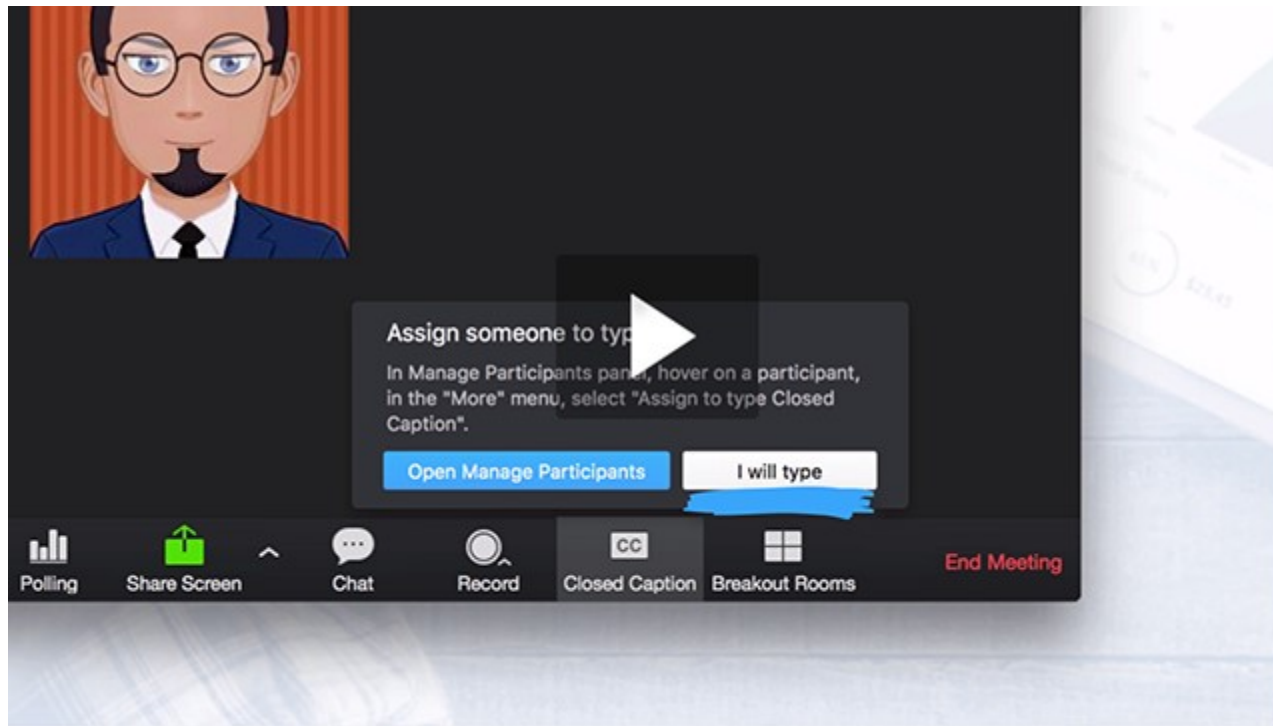 Assign someone to typ
In Manage Participants panel, hover on a participant,
in the "More" menu, select "Assign to type Closed
Caption".
Open Manage Participants
I will type
CC
Polling
Share Screen
Chat
Record
Closed Caption
Breakout Rooms
End Meeting